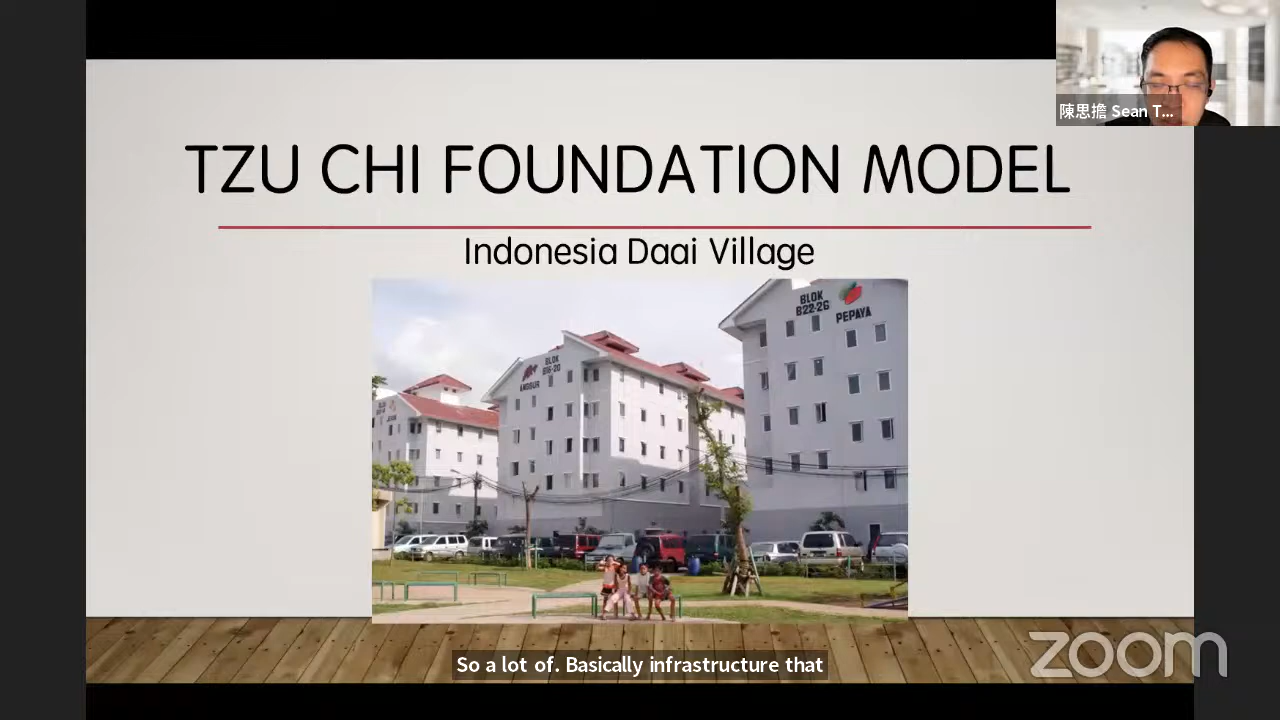 陳思擔 Sean T...
TZU CHI FOUNDATION MODEL
Indonesia Daai Village
BLOK
B22-26
PEPAYA
BLOK
B16-20
ANGGUR
So a lot of. Basically infrastructure that
zoom